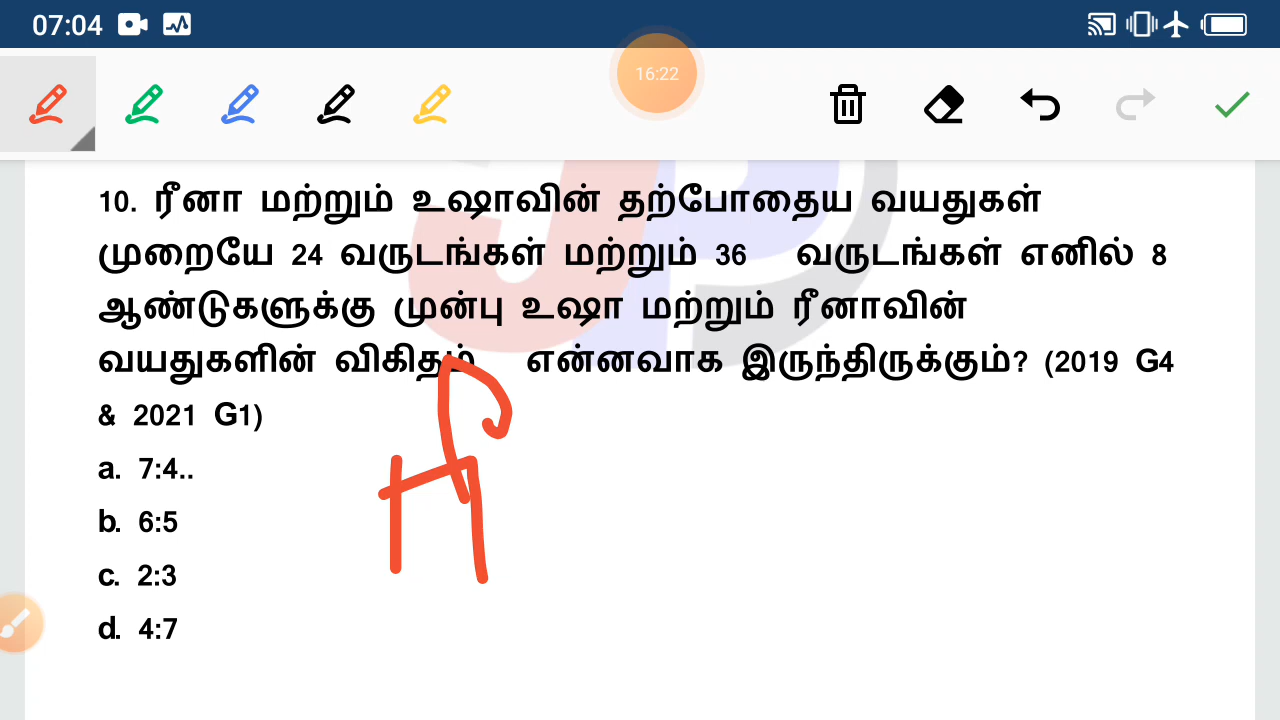 07:04
16:22
10. ரீனா மற்றும் உஷாவின் தற்போதைய வயதுகள்
முறையே 24 வருடங்கள் மற்றும் 36 வருடங்கள் எனில் 8
ஆண்டுகளுக்கு முன்பு உஷா மற்றும் ரீனாவின்
வயதுகளின் விகிதம் என்னவாக இருந்திருக்கும்? (2019 G4
& 2021 G1)
a. 7:4..
b. 6:5
c. 2:3
d. 4:7